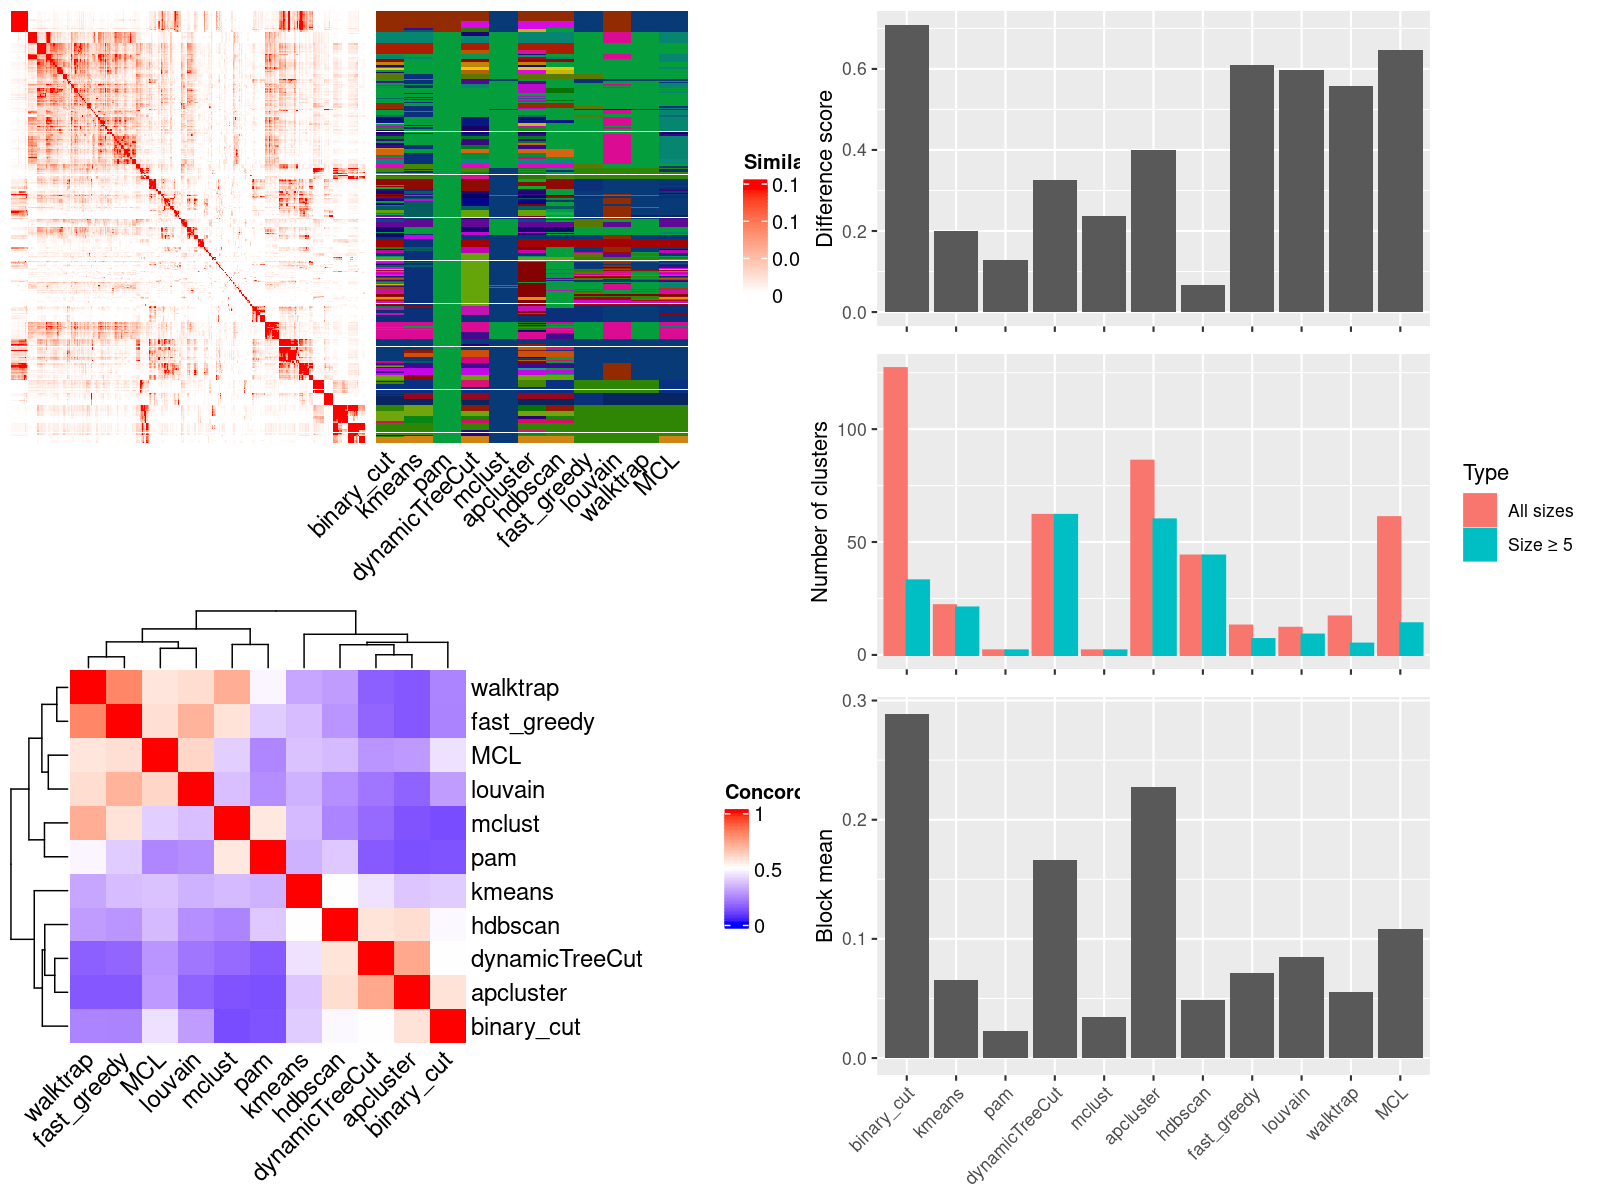 Simila
0.1
0.1
0.0
0
binary_cut
kmeans
pam
dynamicTreeCut
mclust
apcluster
hdbscan
fast_greedy
louvain
walktrap
MCL
walktrap
fast_greedy
MCL
louvain
mclust
pam
kmeans
hdbscan
dynamicTreeCut
apcluster
binary_cut
walktrap
fast_greedy
MCL
louvain
mclust
pam
kmeans
hdbscan
dynamicTreeCut
apcluster
binary_cut
Concord
1
0.5
0
Difference score
0.6
0.4
0.2
0.0
Number of clusters
100
50
0
Type
All sizes
Size ≥ 5
Block mean
0.3
0.2
0.1
0.0
binary_cut
kmeans
pam
dynamicTreeCut
mclust
apcluster
hdbscan
fast_greedy
louvain
walktrap
MCL